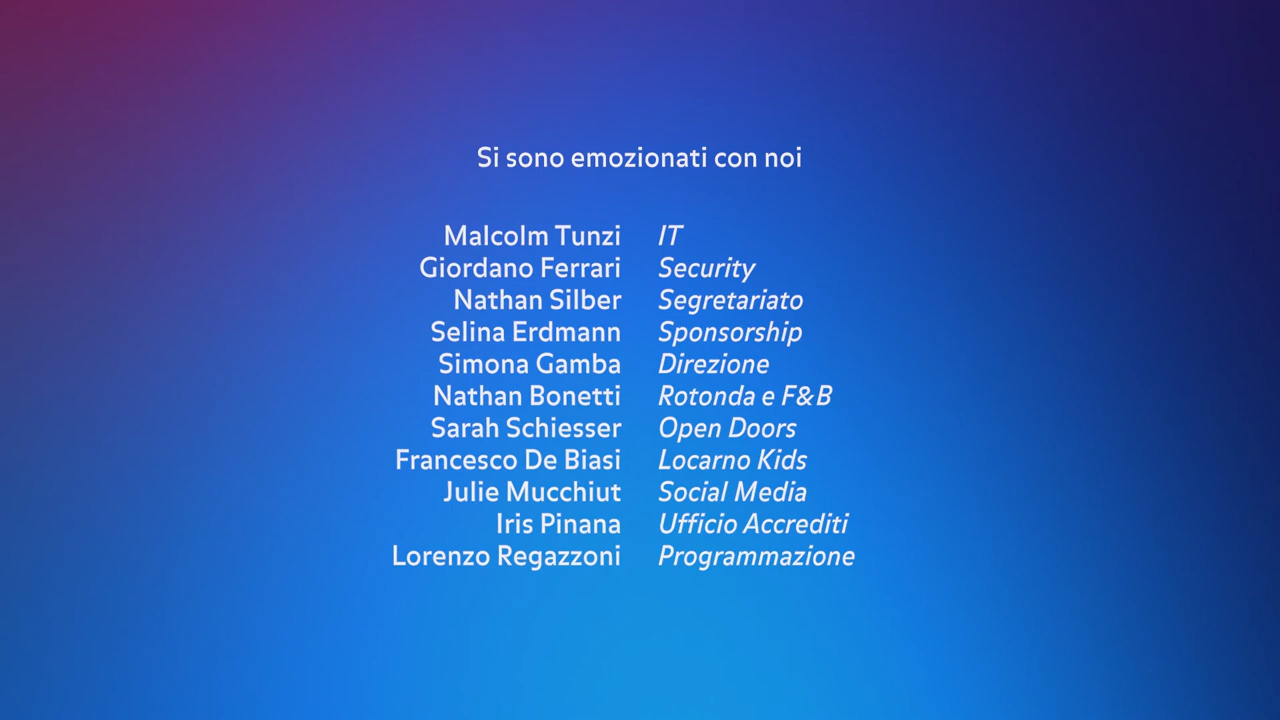 Si sono emozionati con noi
Malcolm Tunzi IT
Giordano Ferrari Security
Nathan Silber Segretariato
Selina Erdmann Sponsorship
Simona Gamba Direzione
Nathan Bonetti Rotonda e F&B
Sarah Schiesser Open Doors
Francesco De Biasi Locarno Kids
Julie Mucchiut Social Media
Iris Pinana Ufficio Accrediti
Lorenzo Regazzoni Programmazione